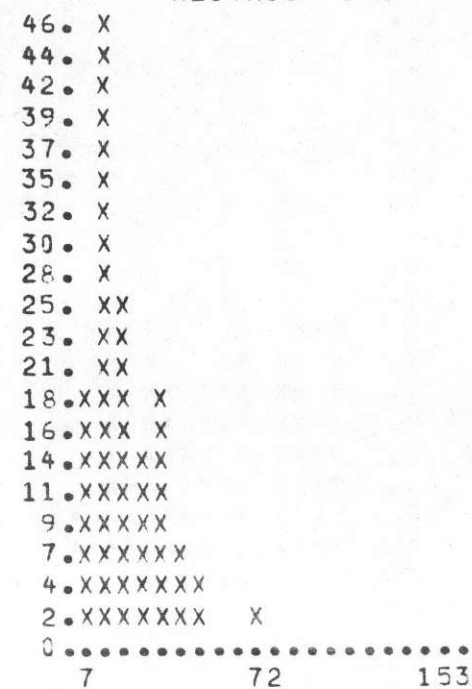 46. X
44. X
42. X
39. X
37. X
35. X
32. X
30. X
28. X
25. XX
23. XX
21. XX
18.XXX X
16.XXX X
14.XXXXX
11.XXXXX
9.XXXXX
7.XXXXXX
4.XXXXXXX
2.XXXXXXX X
0....................
7 72 153